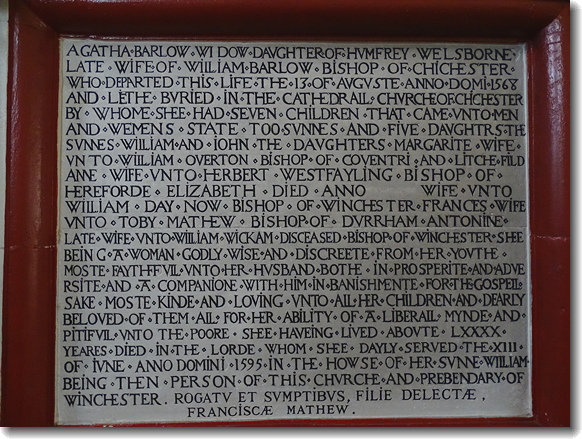 AGATHA·BARLOW·WIDOW·DAUGHTER·OF·HVMFREY·WELSBORNE·
LATE·WIFE·OF·WILLIAM·BARLOW·BISHOP·OF·CHICHESTER·
WHO·DEPARTED·THIS·LIFE·THE·13·OF·AVGVSTE·ANNO·DOMI·1568
AND·LETHE·BVRIED·IN·THE·CATHEDRALL·CHVRCHE·OF·CHICHESTER
BY·WHOME·SHEE·HAD·SEVEN·CHILDREN·THAT·CAME·VNTO·MEN
AND·WEMENS·STATE·TOO·SVNNES·AND·FIVE·DAVGHTRS·THE
SVNNES·WILLIAM·AND·IOHN·THE·DAVGHTERS·MARGARITE·WIFE·
VNTO·WILLIAM·OVERTON·BISHOP·OF·COVENTRI·AND·LITCHFILD
ANE·WIFE·VNTO·HERBERT·WESTFAYLING·BISHOP·OF·
HEREFORDE·ELIZABETH·DIED·ANNO WIFE·VNTO
WILLIAM·DAY·NOW·BISHOP·OF·WINCHESTER·FRANCES·WIFE
VNTO·TOBY·MATHEW·BISHOP·OF·DVRRHAM·ANTONINE·
LATE·WIFE·VNTO·WILLIAM·WICKAM·DISCEASED·BISHOP·OF·WINCHESTER·SHEE
BEING·A·WOMAN·GODLY·WISE·AND·DISCREETE·FROM·HER·YOVTHE
MOSTE·FAYTHFVLL·VNTO·HER·HVSBAND·BOTHE·IN·PROSPERITE·AND·ADVE
RSITE·AND·A·COMPANIONE·WITH·HIM·IN·BANISHMENTE·FOR·THE·GOSPELL
SAKE·MOSTE·KINDE·AND·LOVING·VNTO·ALL·HER·CHILDREN·AND·DEARLY
BELOVED·OF·THEM·ALL·FOR·HER·ABILITY·OF·A·LIBERALL·MYNDE·AND·
PITIFVLL·VNTO·THE·POORE·SHEE·HAVEING·LIVED·ABOVTE·LXXXX·
YEARES·DIED·IN·THE·LORDE·WHOM·SHEE·DAYLY·SERVED·THE·XIII·
OF·IVNE·ANNO·DOMINI·1595·IN·THE·HOWSE·OF·HER·SVNNE·WILLIAM·
BEING·THEN·PERSON·OF·THIS·CHVRCHE·AND·PREBENDARY·OF
WINCHESTER. ROGATV ET SVMPTIBVS, FILIE DELECTÆ,
FRANCISCÆ MATHEW.